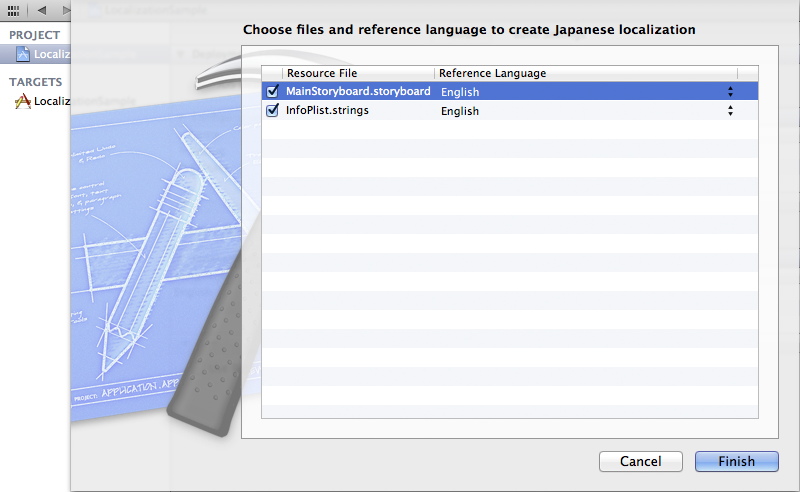 Choose files and reference language to create Japanese localization
PROJECT
Localiz
TARGETS
LocalizationSample
Resource File Reference Language
MainStoryboard.storyboard English
InfoPlist.strings English
PROJECT: APPLICATION.APP
Cancel Finish